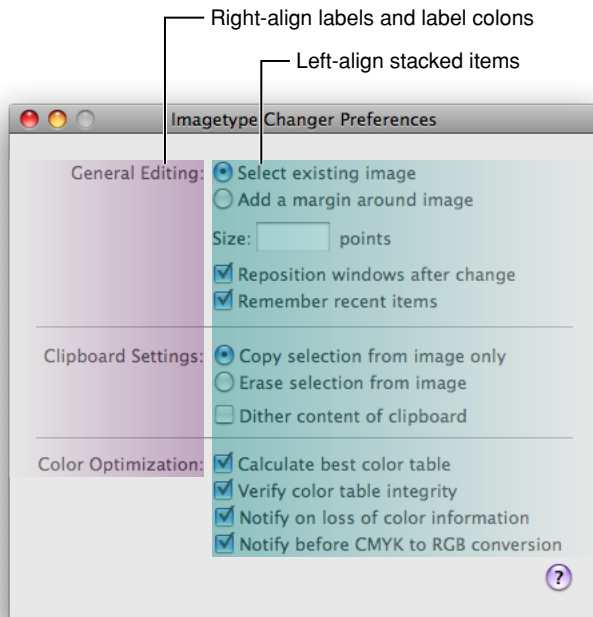 Right-align labels and label colons
Left-align stacked items
Imagetype Changer Preferences
General Editing: Select existing image
Add a margin around image
Size: points
Reposition windows after change
Remember recent items
Clipboard Settings: Copy selection from image only
Erase selection from image
Dither content of clipboard
Color Optimization: Calculate best color table
Verify color table integrity
Notify on loss of color information
Notify before CMYK to RGB conversion
?